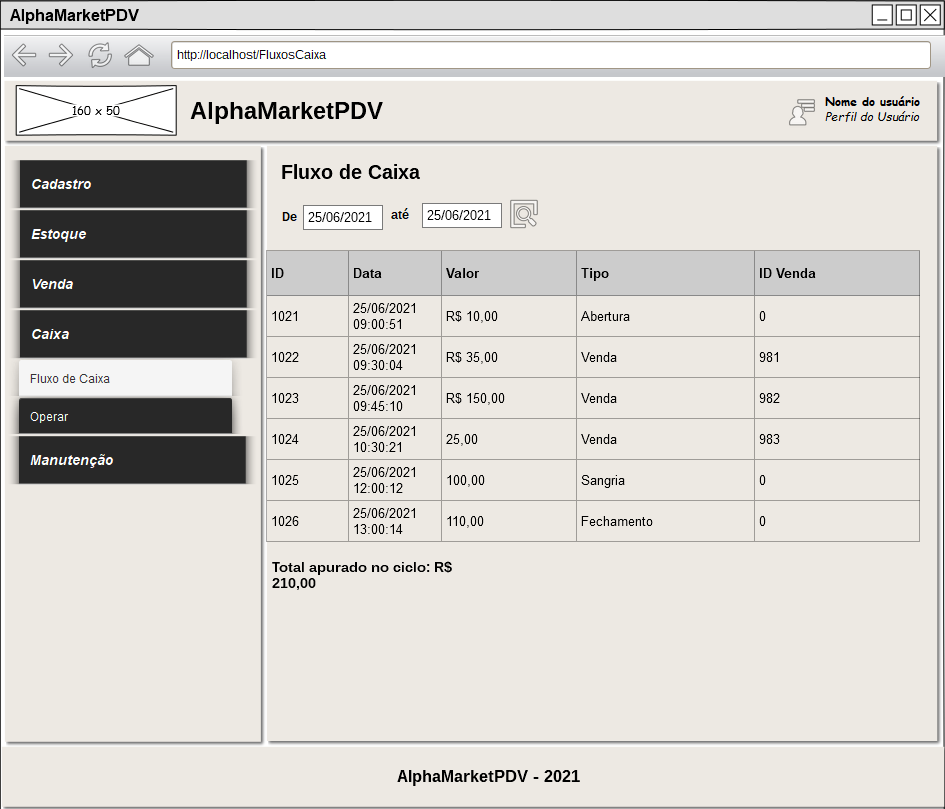 AlphaMarketPDV
http://localhost/FluxosCaixa
160 x 50
AlphaMarketPDV
Nome do usuário
Perfil do Usuário
Cadastro
Estoque
Venda
Caixa
Fluxo de Caixa
Operar
Manutenção
Fluxo de Caixa
De 25/06/2021 até 25/06/2021
ID Data Valor Tipo ID Venda
1021 25/06/2021 09:00:51 R$ 10,00 Abertura 0
1022 25/06/2021 09:30:04 R$ 35,00 Venda 981
1023 25/06/2021 09:45:10 R$ 150,00 Venda 982
1024 25/06/2021 10:30:21 25,00 Venda 983
1025 25/06/2021 12:00:12 100,00 Sangria 0
1026 25/06/2021 13:00:14 110,00 Fechamento 0
Total apurado no ciclo: R$
210,00
AlphaMarketPDV - 2021